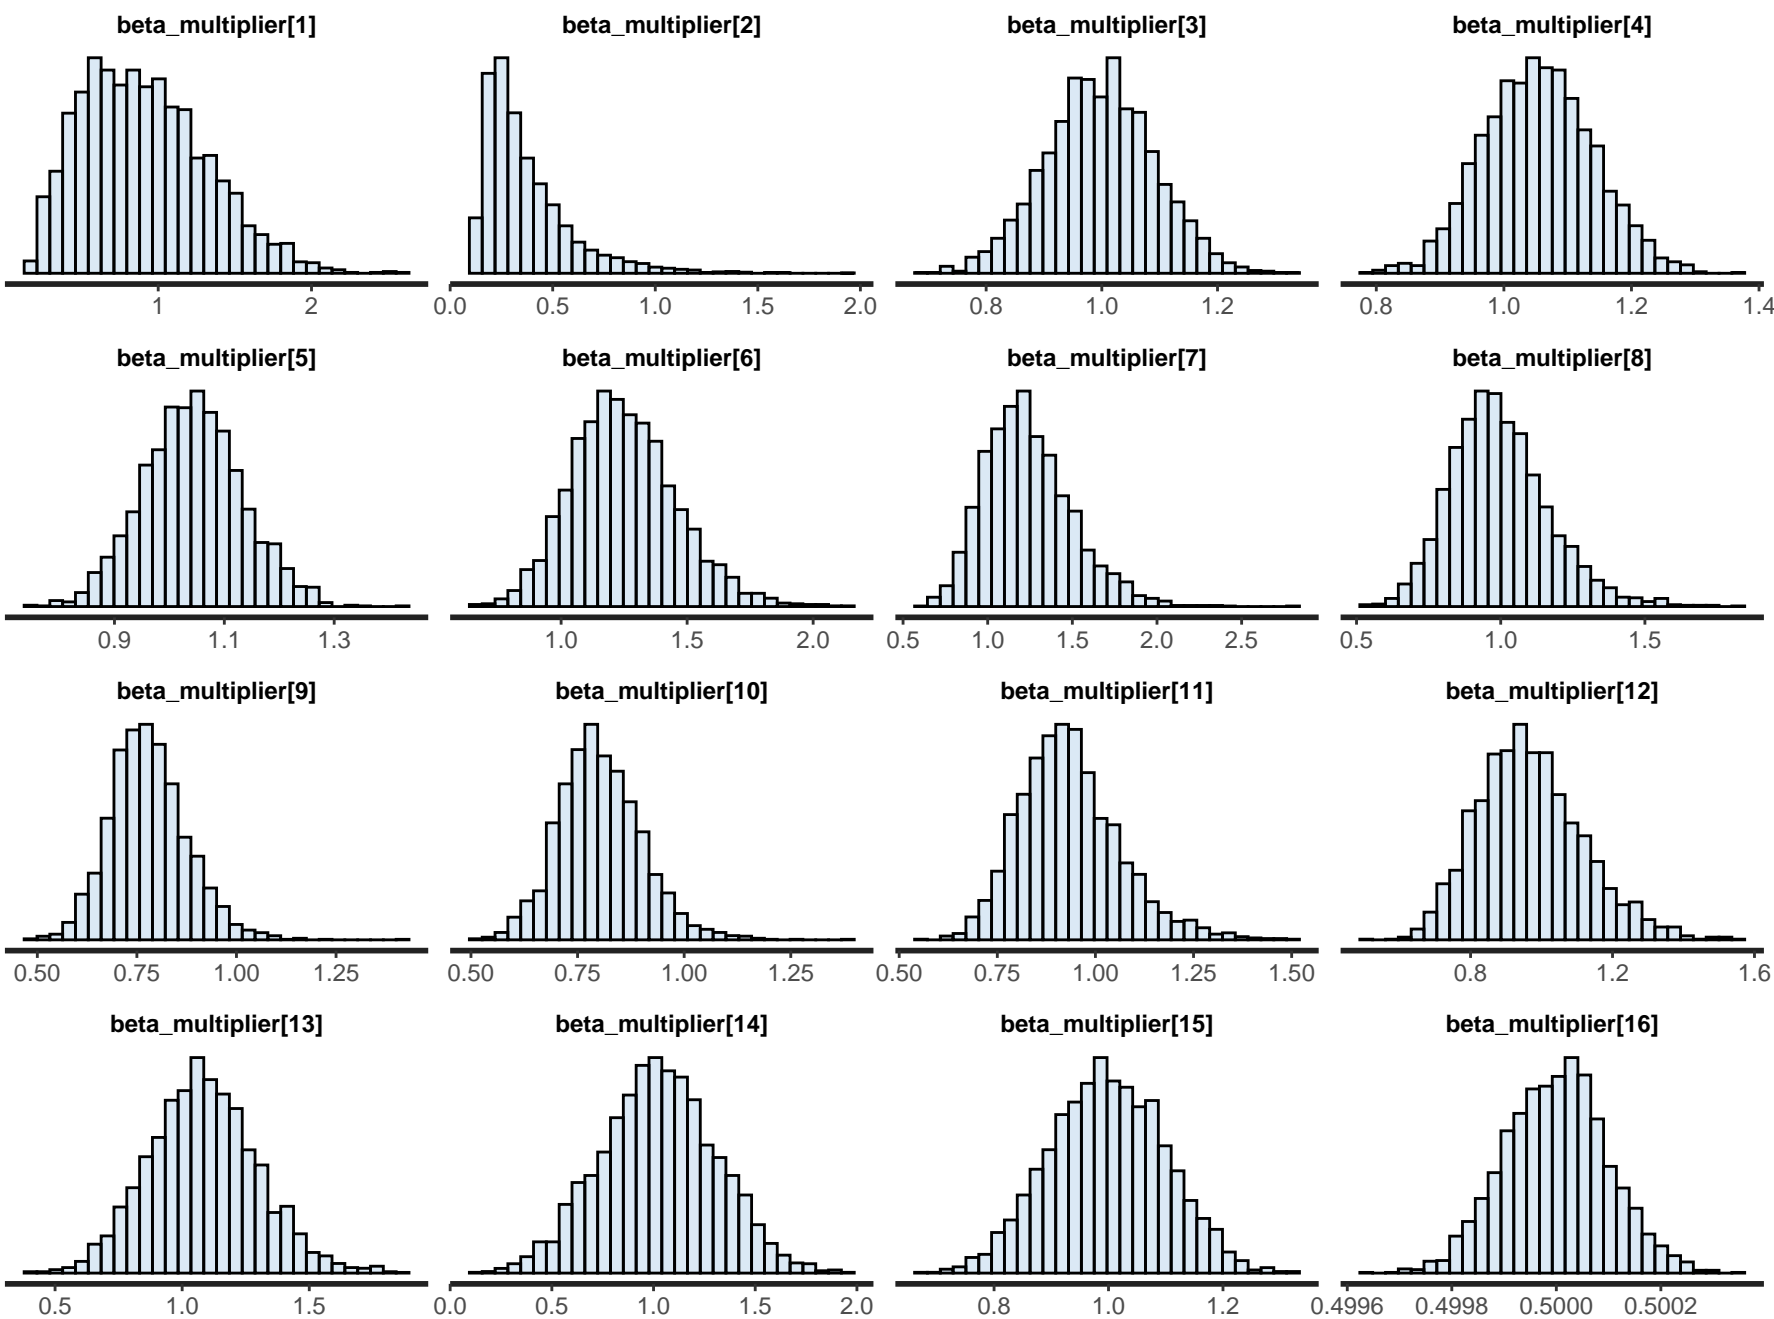 beta_multiplier[1] beta_multiplier[2] beta_multiplier[3] beta_multiplier[4]
1 2 0.0 0.5 1.0 1.5 2.0 0.8 1.0 1.2 0.8 1.0 1.2 1.4
beta_multiplier[5] beta_multiplier[6] beta_multiplier[7] beta_multiplier[8]
0.9 1.1 1.3 1.0 1.5 2.0 0.5 1.0 1.5 2.0 2.5 0.5 1.0 1.5
beta_multiplier[9] beta_multiplier[10] beta_multiplier[11] beta_multiplier[12]
0.50 0.75 1.00 1.25 0.50 0.75 1.00 1.25 0.50 0.75 1.00 1.25 1.50 0.8 1.2 1.6
beta_multiplier[13] beta_multiplier[14] beta_multiplier[15] beta_multiplier[16]
0.5 1.0 1.5 0.0 0.5 1.0 1.5 2.0 0.8 1.0 1.2 0.4996 0.4998 0.5000 0.5002